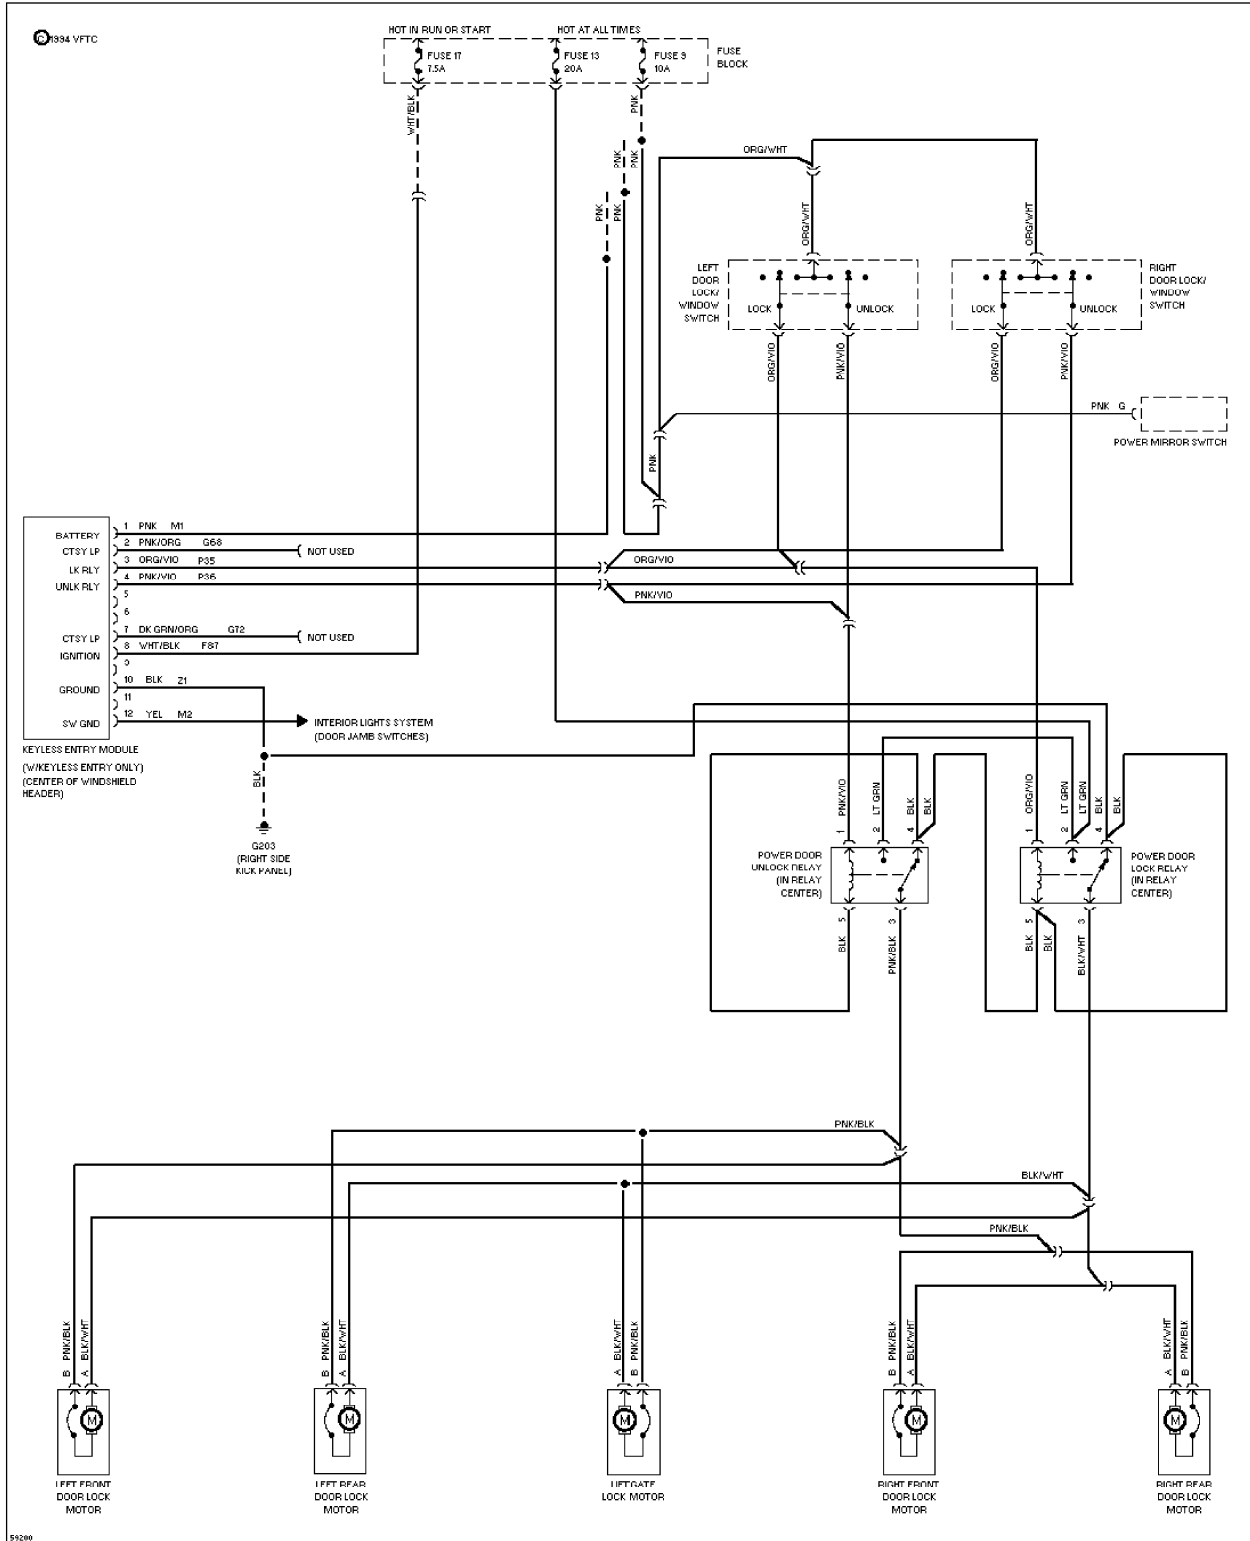 C 1994 VFTC
HOT IN RUN OR START
HOT AT ALL TIMES
FUSE 17
7.5A
FUSE 13
20A
FUSE 9
10A
FUSE
BLOCK
WHT/BLK
PNK
PNK
PNK
PNK
PNK
ORG/WHT
ORG/WHT
ORG/WHT
LEFT
DOOR
LOCK/
WINDOW
SWITCH
LOCK
UNLOCK
LOCK
UNLOCK
RIGHT
DOOR LOCK/
WINDOW
SWITCH
ORG/VIO
PNK/VIO
ORG/VIO
PNK/VIO
PNK G
POWER MIRROR SWITCH
PNK
BATTERY
CTSY LP
LK RLY
UNLK RLY
CTSY LP
IGNITION
GROUND
SW GND
1 PNK M1
2 PNK/ORG G68
NOT USED
3 ORG/VIO P35
4 PNK/VIO P36
5
6
7 DK GRN/ORG G72
NOT USED
8 WHT/BLK F87
9
10 BLK Z1
11
12 YEL M2
ORG/VIO
PNK/VIO
INTERIOR LIGHTS SYSTEM
(DOOR JAMB SWITCHES)
KEYLESS ENTRY MODULE
(W/KEYLESS ENTRY ONLY)
(CENTER OF WINDSHIELD
HEADER)
BLK
G203
(RIGHT SIDE
KICK PANEL)
1 PNK/VIO
2 LT GRN
4 BLK
BLK
1 ORG/VIO
2 LT GRN
LT GRN
4 BLK
BLK
POWER DOOR
UNLOCK RELAY
(IN RELAY
CENTER)
POWER DOOR
LOCK RELAY
(IN RELAY
CENTER)
BLK 5
PNK/BLK 3
BLK 5
BLK
BLK/WHT 3
PNK/BLK
BLK/WHT
PNK/BLK
B PNK/BLK
A BLK/WHT
B PNK/BLK
A BLK/WHT
A BLK/WHT
B PNK/BLK
B PNK/BLK
A BLK/WHT
A BLK/WHT
B PNK/BLK
M
M
M
M
M
LEFT FRONT
DOOR LOCK
MOTOR
LEFT REAR
DOOR LOCK
MOTOR
LIFTGATE
LOCK MOTOR
RIGHT FRONT
DOOR LOCK
MOTOR
RIGHT REAR
DOOR LOCK
MOTOR
59200